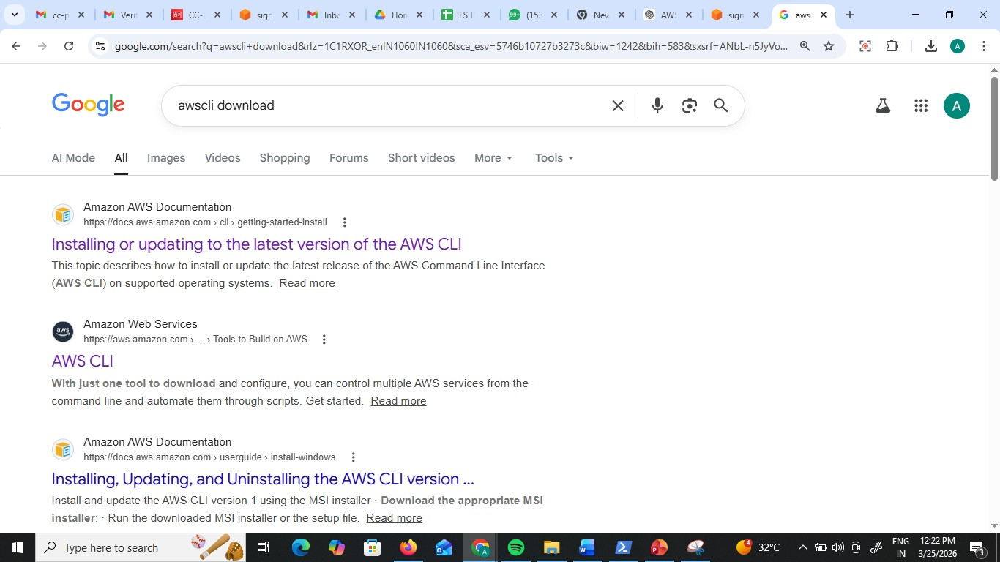 cc-p
Verif
CC-I
sign
Inbo
Hon
FS II
99+
(153
New
AWS
sign
aws
google.com/search?q=awscli+download&rlz=1C1RXQR_enIN1060IN1060&sca_esv=5746b10727b3273c&biw=1242&bih=583&sxsrf=ANbL-n5JyVo...
A
Google
awscli download
A
AI Mode
All
Images
Videos
Shopping
Forums
Short videos
More
Tools
Amazon AWS Documentation
https://docs.aws.amazon.com › cli › getting-started-install
Installing or updating to the latest version of the AWS CLI
This topic describes how to install or update the latest release of the AWS Command Line Interface
(AWS CLI) on supported operating systems. Read more
aws
Amazon Web Services
https://aws.amazon.com › ... › Tools to Build on AWS
AWS CLI
With just one tool to download and configure, you can control multiple AWS services from the
command line and automate them through scripts. Get started. Read more
Amazon AWS Documentation
https://docs.aws.amazon.com › userguide › install-windows
Installing, Updating, and Uninstalling the AWS CLI version ...
Install and update the AWS CLI version 1 using the MSI installer · Download the appropriate MSI
installer: · Run the downloaded MSI installer or the setup file. Read more
Type here to search
4
32°C
ENG
IN
12:22 PM
3/25/2026
3